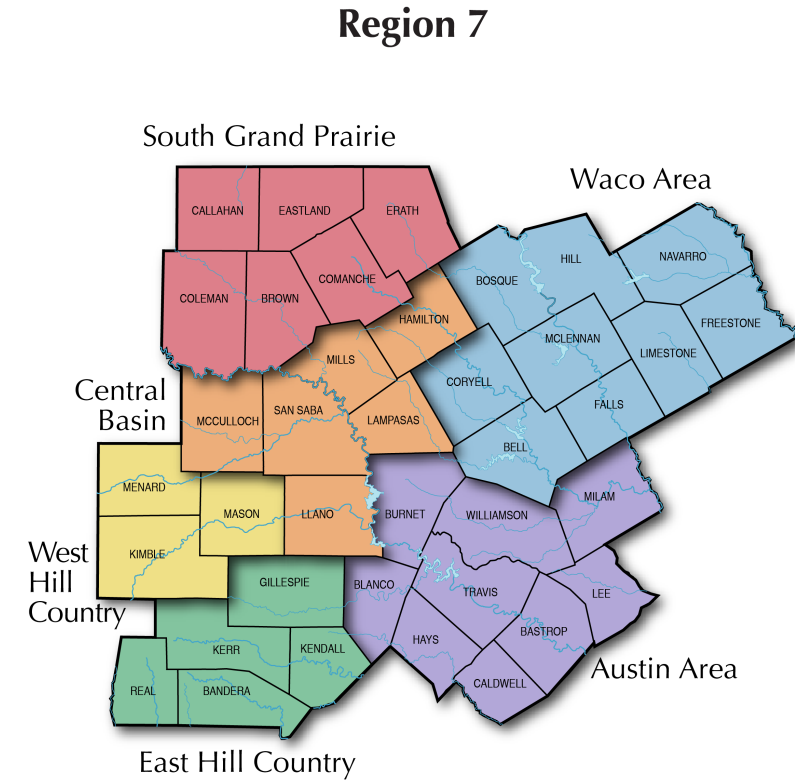 Region 7
South Grand Prairie
Waco Area
CALLAHAN
EASTLAND
ERATH
HILL
NAVARRO
BOSQUE
COMANCHE
COLEMAN
BROWN
HAMILTON
FREESTONE
MCLENNAN
LIMESTONE
MILLS
CORYELL
Central
Basin
FALLS
SAN SABA
MCCULLOCH
LAMPASAS
BELL
MENARD
MILAM
MASON
LLANO
BURNET
WILLIAMSON
West
Hill
Country
KIMBLE
GILLESPIE
BLANCO
TRAVIS
LEE
HAYS
BASTROP
KERR
KENDALL
Austin Area
REAL
BANDERA
CALDWELL
East Hill Country